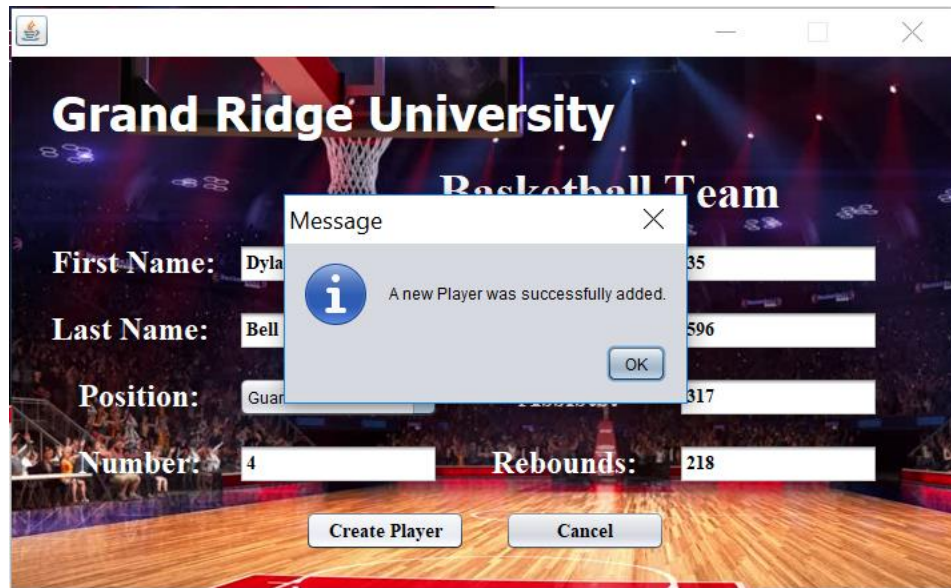 Grand Ridge University
Basketball Team
Message
A new Player was successfully added.
OK
First Name:
35
Last Name:
Bell
596
Position:
317
Number:
4
Rebounds:
218
Create Player
Cancel